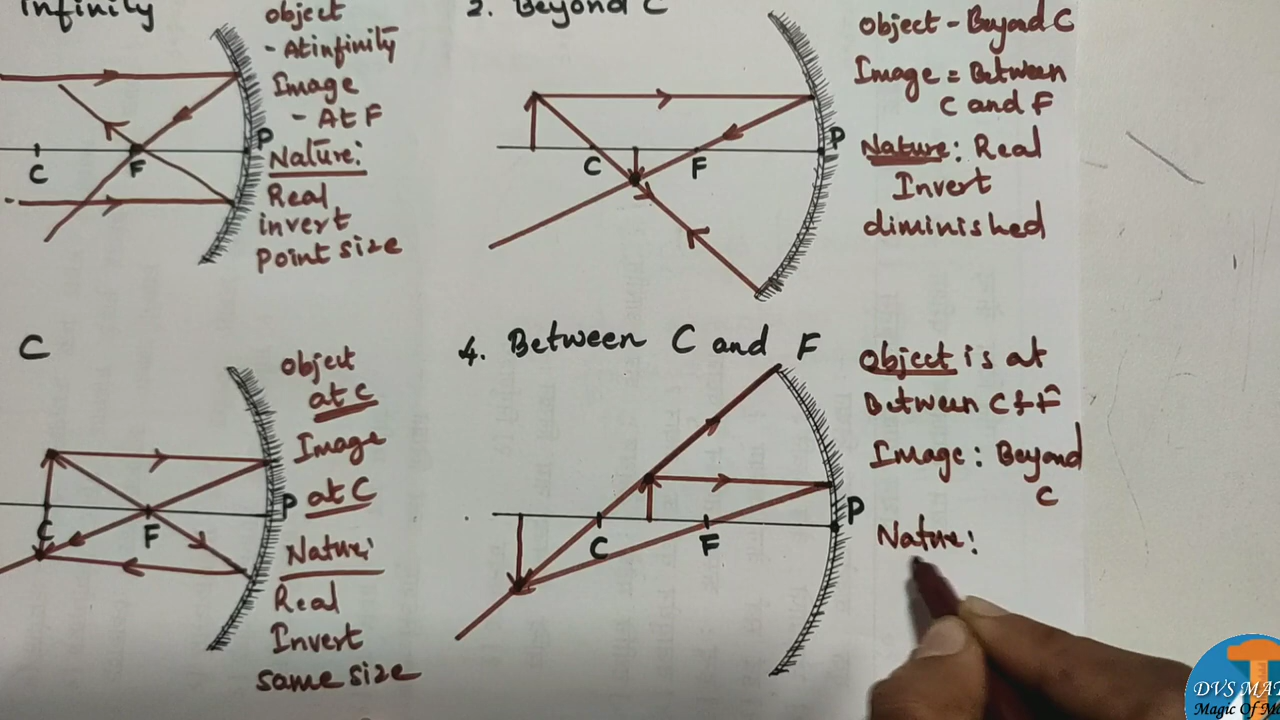 Infinity
object
- At infinity
Image
- At F
Nature:
Real
invert
point size
C
F
P
2. Beyond C
object - Beyond C
Image = Between
C and F
Nature: Real
Invert
diminished
C
F
P
C
object
at C
Image
at C
Nature:
Real
Invert
same size
C
F
P
4. Between C and F
object is at
Between C & F
Image: Beyond
C
Nature:
C
F
P
DVS MA
Magic Of Ma